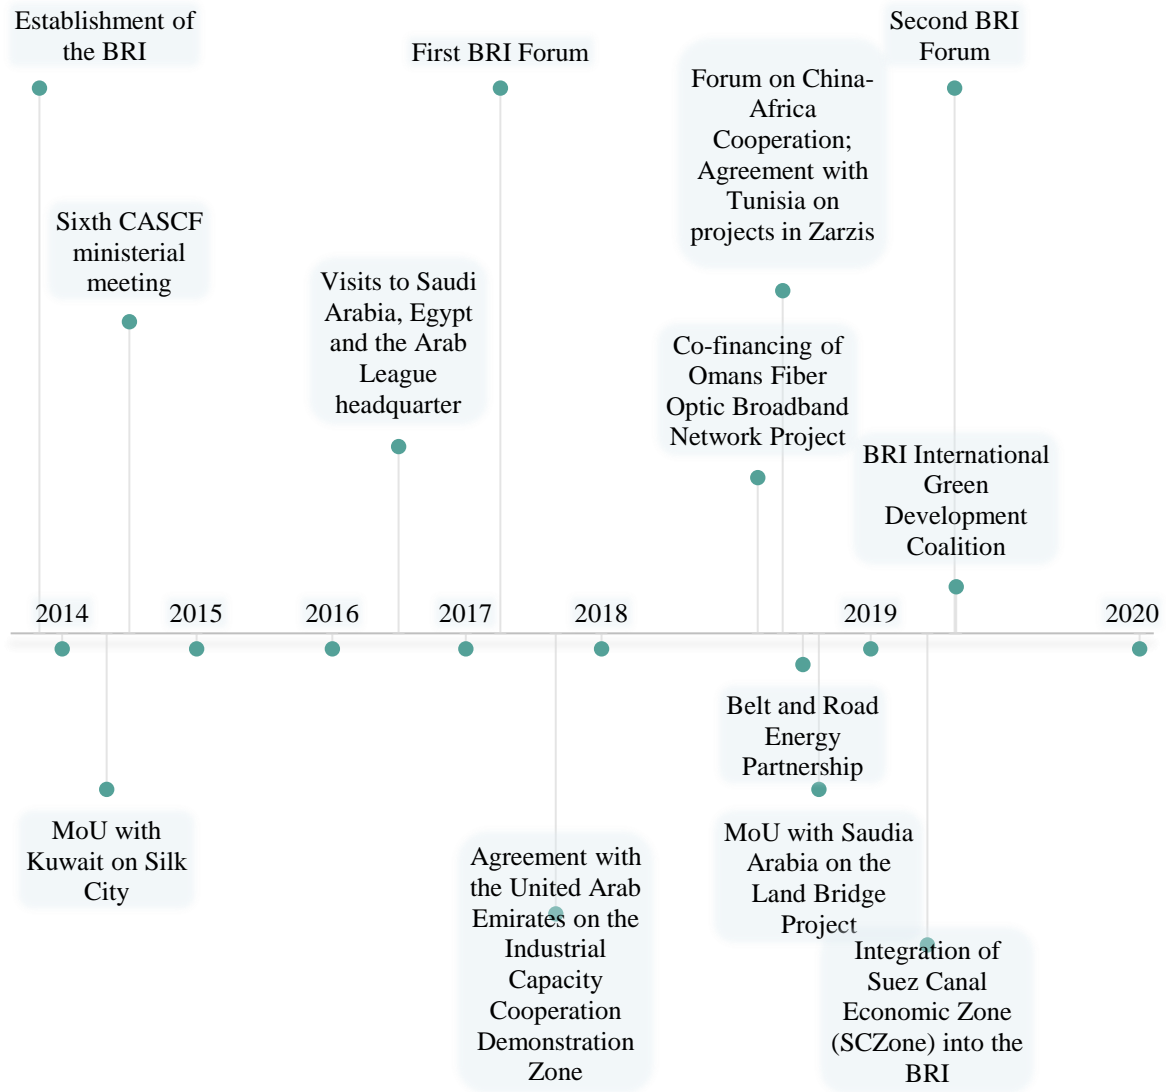 Establishment of
the BRI
First BRI Forum
Second BRI
Forum
Forum on China-
Africa
Cooperation;
Agreement with
Tunisia on
projects in Zarzis
Sixth CASCF
ministerial
meeting
Visits to Saudi
Arabia, Egypt
and the Arab
League
headquarter
Co-financing of
Omans Fiber
Optic Broadband
Network Project
BRI International
Green
Development
Coalition
2014
2015
2016
2017
2018
2019
2020
Belt and Road
Energy
Partnership
MoU with
Kuwait on Silk
City
Agreement with
the United Arab
Emirates on the
Industrial
Capacity
Cooperation
Demonstration
Zone
MoU with Saudia
Arabia on the
Land Bridge
Project
Integration of
Suez Canal
Economic Zone
(SCZone) into the
BRI